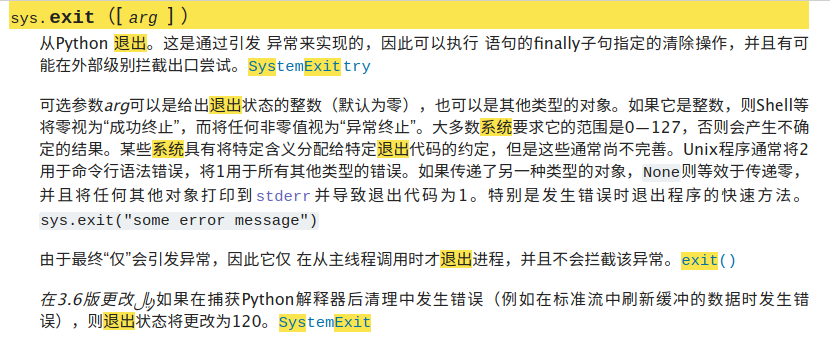 sys.exit（[ arg ] ）
从Python 退出。这是通过引发 异常来实现的，因此可以执行 语句的finally子句指定的清除操作，并且有可
能在外部级别拦截出口尝试。SystemExittry
可选参数arg可以是给出退出状态的整数（默认为零），也可以是其他类型的对象。如果它是整数，则Shell等
将零视为“成功终止”，而将任何非零值视为“异常终止”。大多数系统要求它的范围是0—127，否则会产生不确
定的结果。某些系统具有将特定含义分配给特定退出代码的约定，但是这些通常尚不完善。Unix程序通常将2
用于命令行语法错误，将1用于所有其他类型的错误。如果传递了另一种类型的对象，None则等效于传递零，
并且将任何其他对象打印到stderr并导致退出代码为1。特别是发生错误时退出程序的快速方法。
sys.exit("some error message")
由于最终“仅”会引发异常，因此它仅 在从主线程调用时才退出进程，并且不会拦截该异常。exit()
在3.6版更改﷼如果在捕获Python解释器后清理中发生错误（例如在标准流中刷新缓冲的数据时发生错
误），则退出状态将更改为120。SystemExit